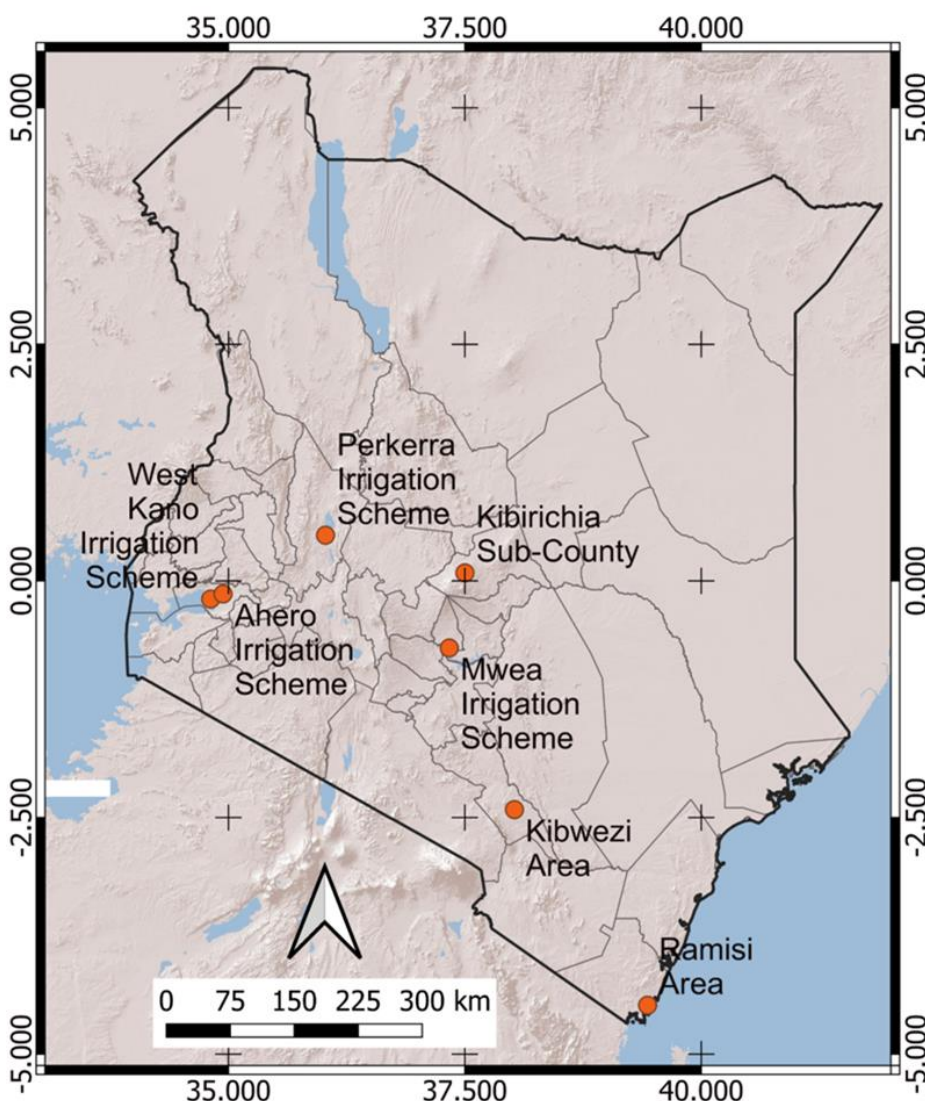 35.000 37.500 40.000
5.000
5.000
2.500
2.500
0.000
0.000
-2.500
-2.500
-5.000
-5.000
West
Kano
Irrigation
Scheme
Perkerra
Irrigation
Scheme
Kibirichia
Sub-County
Ahero
Irrigation
Scheme
Mwea
Irrigation
Scheme
Kibwezi
Area
Ramisi
Area
0 75 150 225 300 km
35.000 37.500 40.000